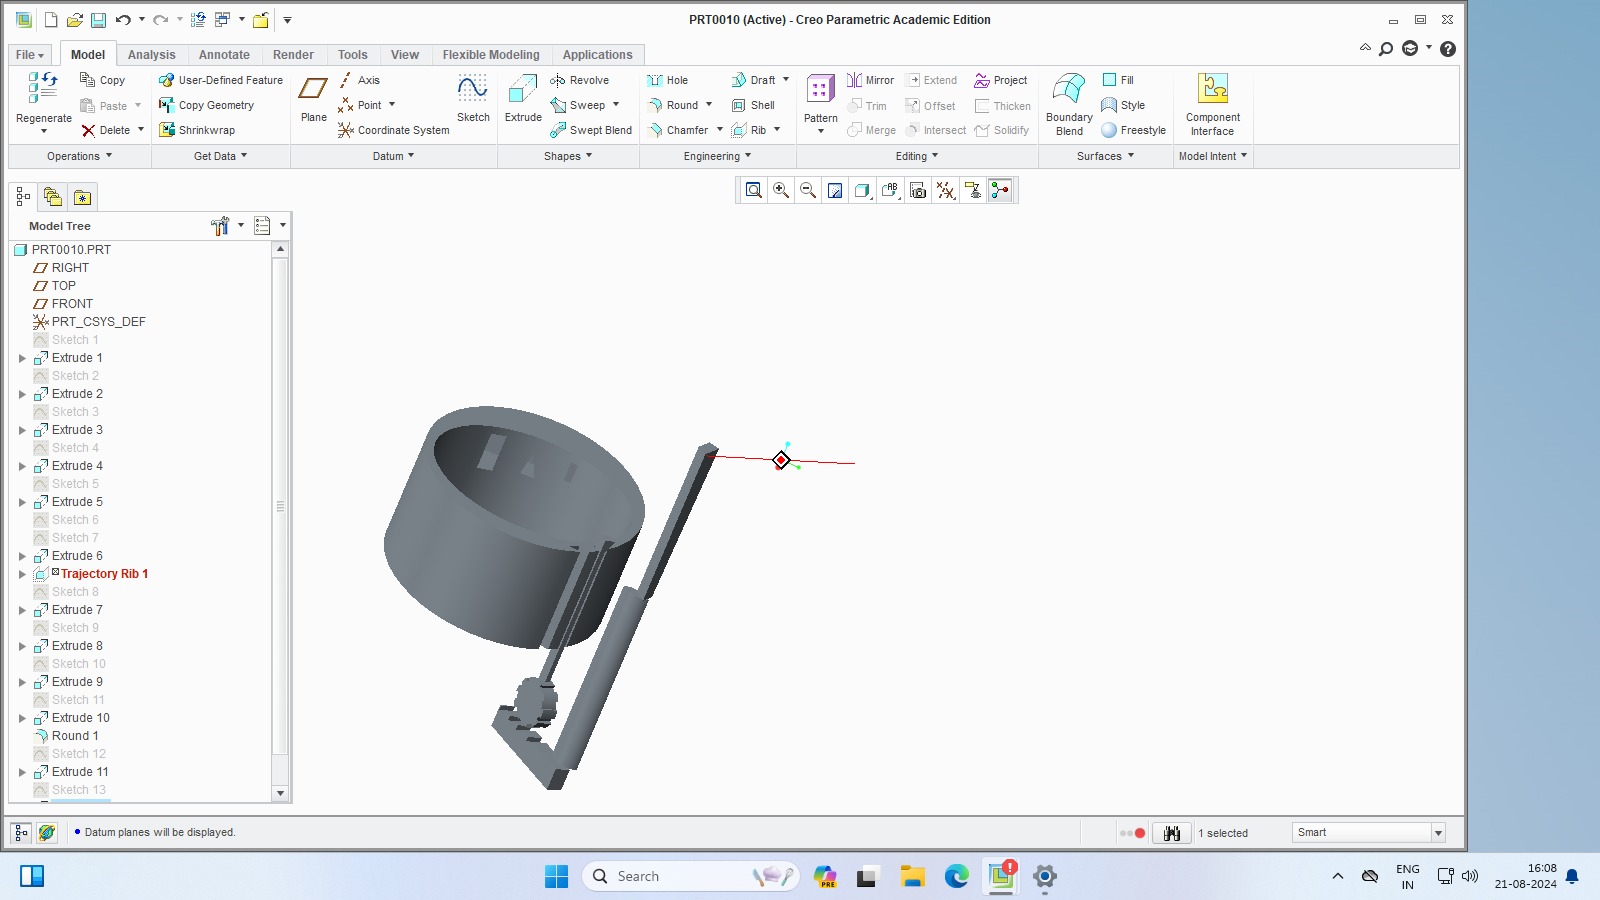 PRT0010 (Active) - Creo Parametric Academic Edition
File Model Analysis Annotate Render Tools View Flexible Modeling Applications
Copy User-Defined Feature Axis Revolve Hole Draft Mirror Extend Project Fill
Paste Copy Geometry Point Sweep Round Shell Trim Offset Thicken Style
Regenerate Plane Sketch Extrude Pattern Boundary Blend Component Interface
Delete Shrinkwrap Coordinate System Swept Blend Chamfer Rib Merge Intersect Solidify Freestyle
Operations Get Data Datum Shapes Engineering Editing Surfaces Model Intent
Model Tree
PRT0010.PRT
RIGHT
TOP
FRONT
PRT_CSYS_DEF
Sketch 1
Extrude 1
Sketch 2
Extrude 2
Sketch 3
Extrude 3
Sketch 4
Extrude 4
Sketch 5
Extrude 5
Sketch 6
Sketch 7
Extrude 6
Trajectory Rib 1
Sketch 8
Extrude 7
Sketch 9
Extrude 8
Sketch 10
Extrude 9
Sketch 11
Extrude 10
Round 1
Sketch 12
Extrude 11
Sketch 13
Datum planes will be displayed.
1 selected
Smart
Search
PRE
ENG
IN
16:08
21-08-2024